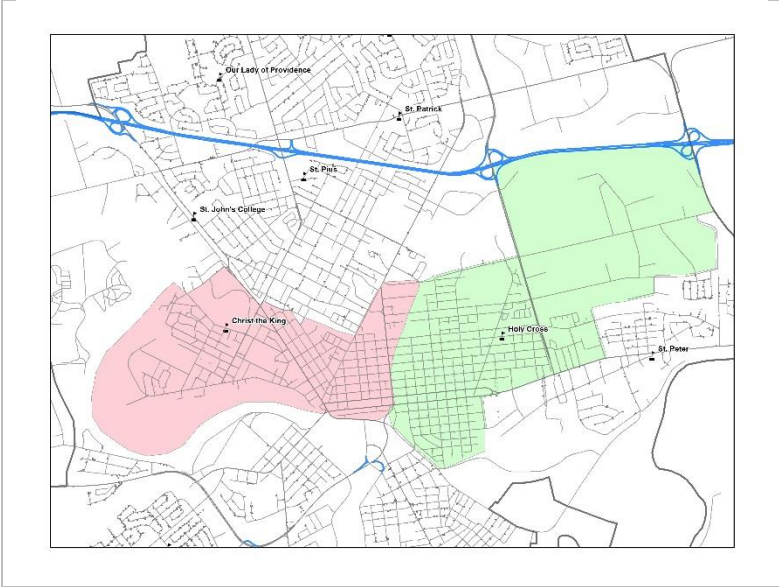 Our Lady of Providence
St. Patrick
St. Pius
St. John's College
Christ the King
Holy Cross
St. Peter